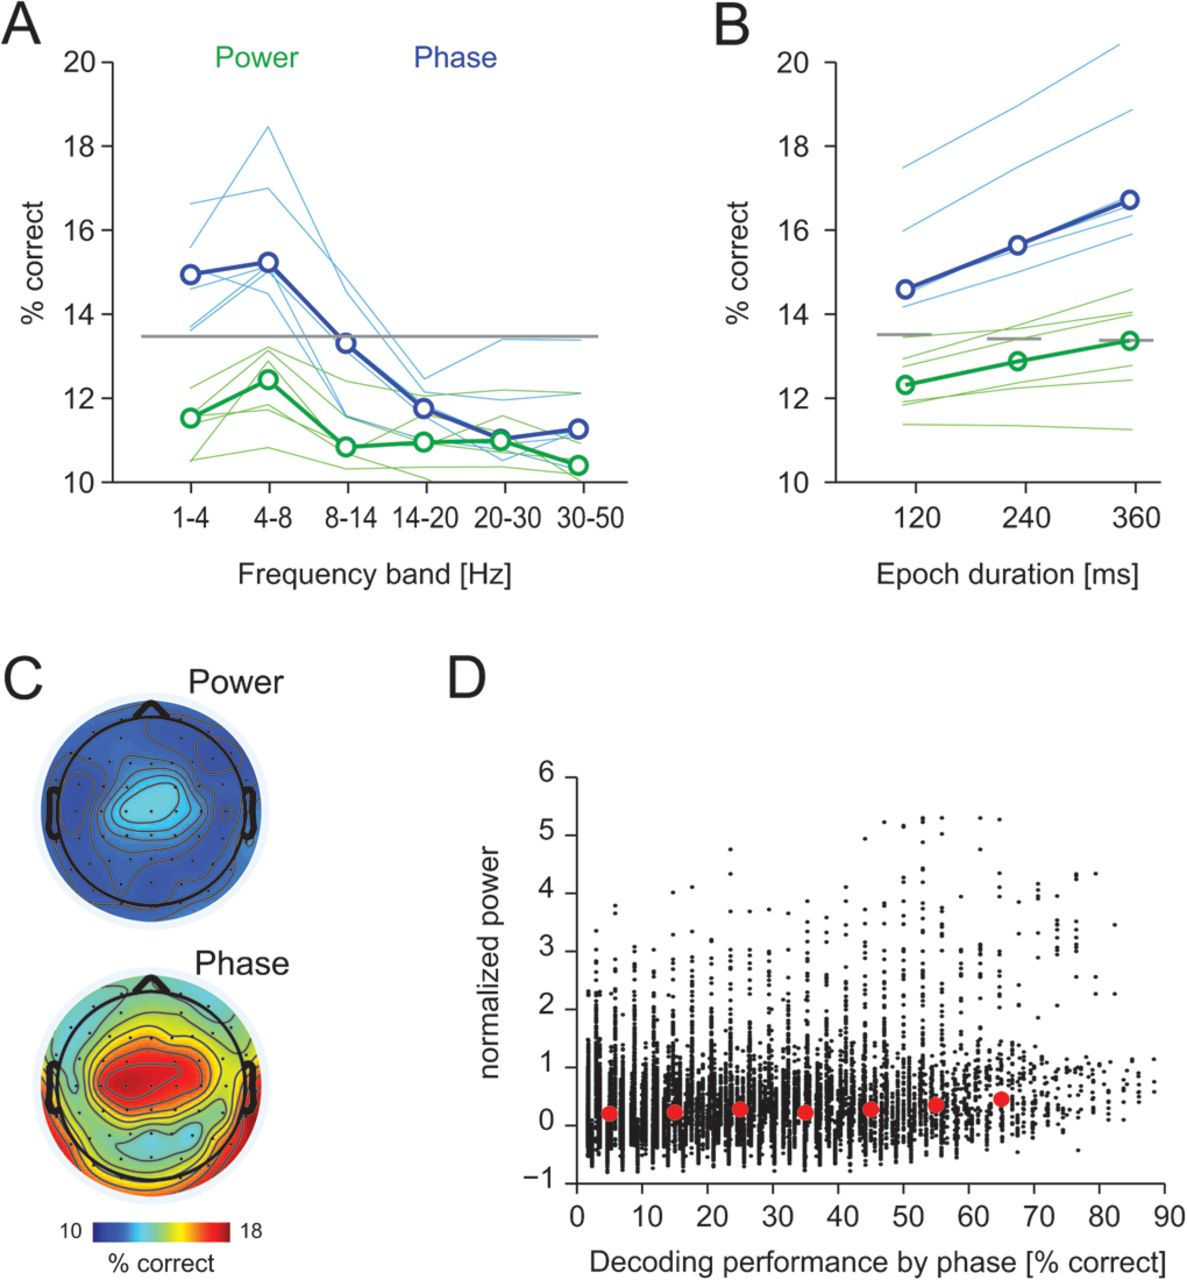 A
Power
Phase
20
18
16
14
12
10
% correct
1-4
4-8
8-14
14-20
20-30
30-50
Frequency band [Hz]
B
20
18
16
14
12
10
% correct
120
240
360
Epoch duration [ms]
C
Power
Phase
10
18
% correct
D
6
5
4
3
2
1
0
−1
normalized power
0
10
20
30
40
50
60
70
80
90
Decoding performance by phase [% correct]